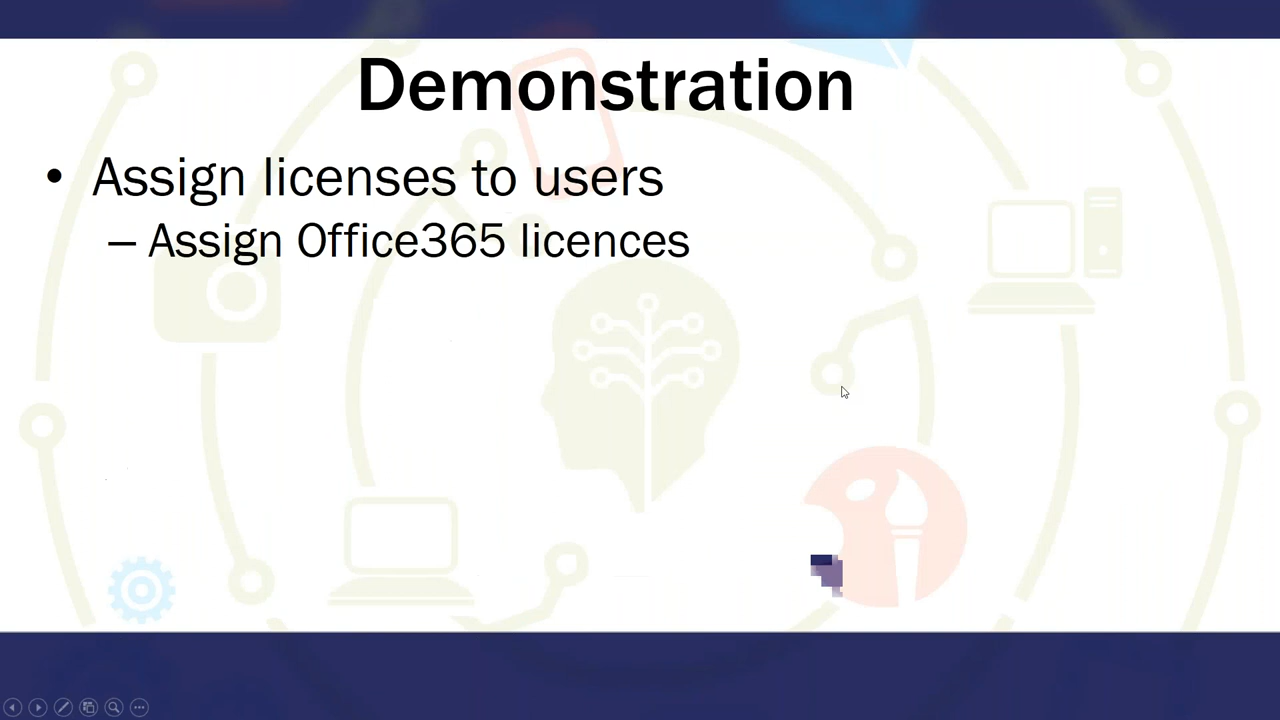 Demonstration
• Assign licenses to users
– Assign Office365 licences